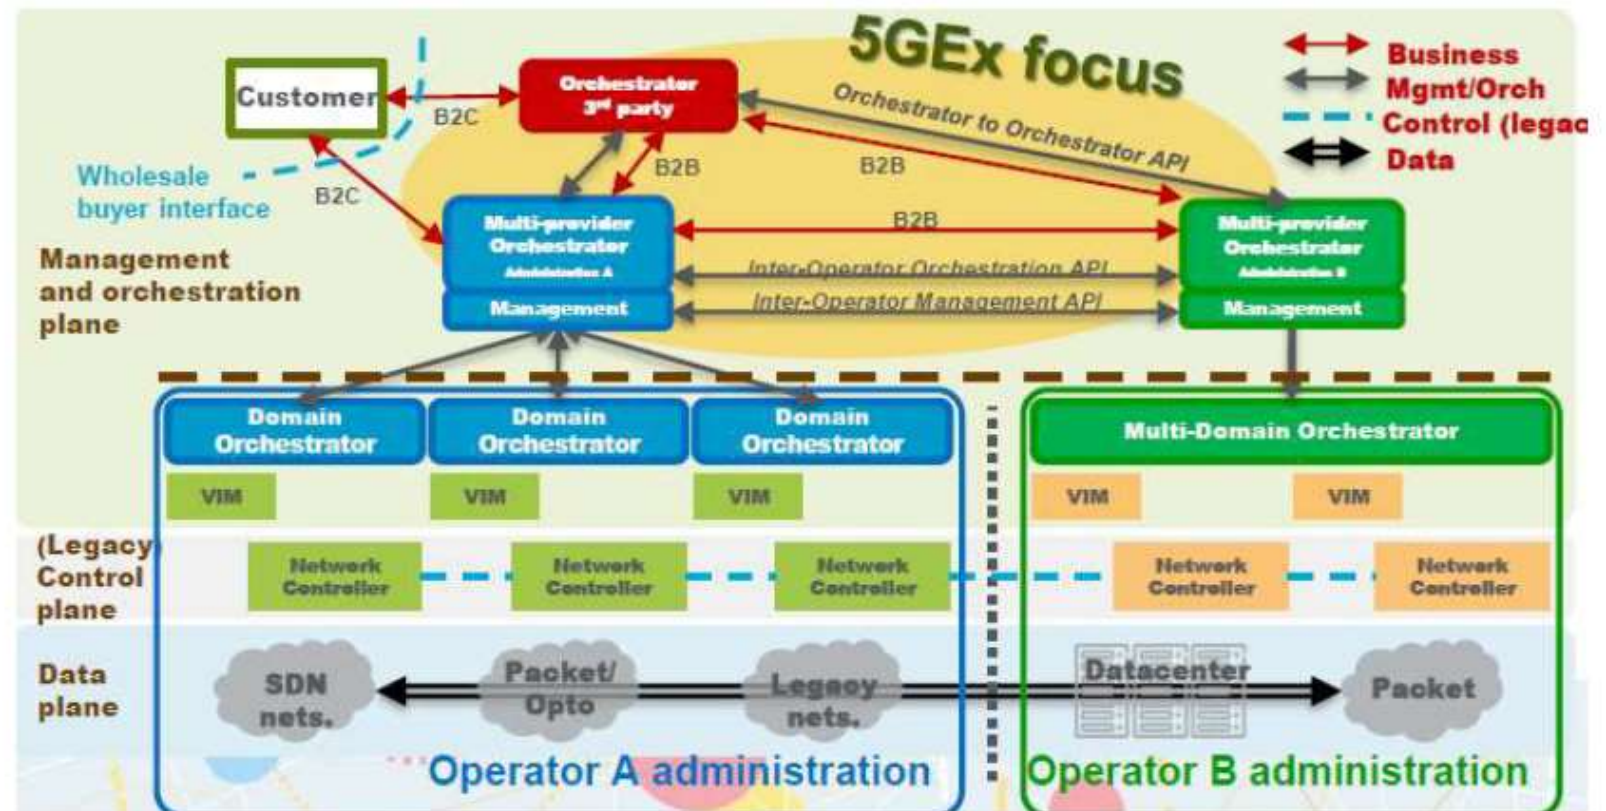 5GEx focus
Business
Mgmt/Orch
Control (legac
Data
Customer
Orchestrator
3rd party
B2C
Orchestrator to Orchestrator API
B2B
B2B
Wholesale
buyer interface
B2C
B2B
Multi-provider
Orchestrator
Administration A
Management
Inter-Operator Orchestration API
Inter-Operator Management API
Multi-provider
Orchestrator
Administration B
Management
Management
and orchestration
plane
Domain
Orchestrator
Domain
Orchestrator
Domain
Orchestrator
Multi-Domain Orchestrator
VIM
VIM
VIM
VIM
VIM
(Legacy)
Control
plane
Network
Controller
Network
Controller
Network
Controller
Network
Controller
Network
Controller
Data
plane
SDN
nets.
Packet/
Opto
Legacy
nets.
Datacenter
Packet
Operator A administration
Operator B administration